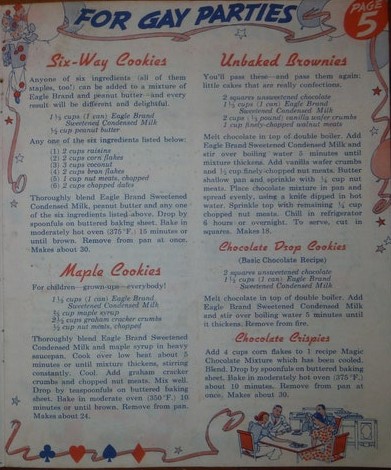 FOR GAY PARTIES
PAGE
5
Six-Way Cookies
Anyone of six ingredients (all of them
staples, too!) can be added to a mixture of
Eagle Brand and peanut butter—and every
result will be different and delightful.
1⅓ cups (1 can) Eagle Brand
Sweetened Condensed Milk
½ cup peanut butter
Any one of the six ingredients listed below:
(1) 2 cups raisins
(2) 2 cups corn flakes
(3) 3 cups coconut
(4) 2 cups bran flakes
(5) 1 cup nut meats, chopped
(6) 2 cups chopped dates
Thoroughly blend Eagle Brand Sweetened
Condensed Milk, peanut butter and any one
of the six ingredients listed above. Drop by
spoonfuls on buttered baking sheet. Bake in
moderately hot oven (375°F.) 15 minutes or
until brown. Remove from pan at once.
Makes about 30.
Maple Cookies
For children—grown-ups—everybody!
1⅓ cups (1 can) Eagle Brand
Sweetened Condensed Milk
cup maple syrup
2½ cups graham cracker crumbs
½ cup nut meats, chopped
Thoroughly blend Eagle Brand Sweetened
Condensed Milk and maple syrup in heavy
saucepan. Cook over low heat about 5
minutes or until mixture thickens, stirring
constantly. Cool. Add graham cracker
crumbs and chopped nut meats. Mix well.
Drop by teaspoonfuls on buttered baking
sheet. Bake in moderate oven (350°F.) 10
minutes or until brown. Remove from pan.
Makes about 24.
Unbaked Brownies
You'll pass these—and pass them again;
little cakes that are really confections.
2 squares unsweetened chocolate
1⅓ cups (1 can) Eagle Brand
Sweetened Condensed Milk
2 cups vanilla wafer crumbs
1 cup finely-chopped walnut meats
Melt chocolate in top of double boiler. Add
Eagle Brand Sweetened Condensed Milk and
stir over boiling water 5 minutes until
mixture thickens. Add vanilla wafer crumbs
and ½ cup finely chopped nut meats. Butter
shallow pan and sprinkle with ¼ cup nut
meats. Place chocolate mixture in pan and
spread evenly, using a knife dipped in hot
water. Sprinkle top with remaining ¼ cup
chopped nut meats. Chill in refrigerator
6 hours or overnight. To serve, cut in
squares. Makes 18.
Chocolate Drop Cookies
(Basic Chocolate Recipe)
2 squares unsweetened chocolate
1⅓ cups (1 can) Eagle Brand
Sweetened Condensed Milk
Melt chocolate in top of double boiler. Add
Eagle Brand Sweetened Condensed Milk
and stir over boiling water 5 minutes until
it thickens. Remove from fire.
Chocolate Crispies
Add 4 cups corn flakes to 1 recipe Magic
Chocolate Mixture which has been cooled.
Blend. Drop by spoonfuls on buttered baking
sheet. Bake in moderately hot oven (375°F.)
about 10 minutes. Remove from pan at
once. Makes about 30.